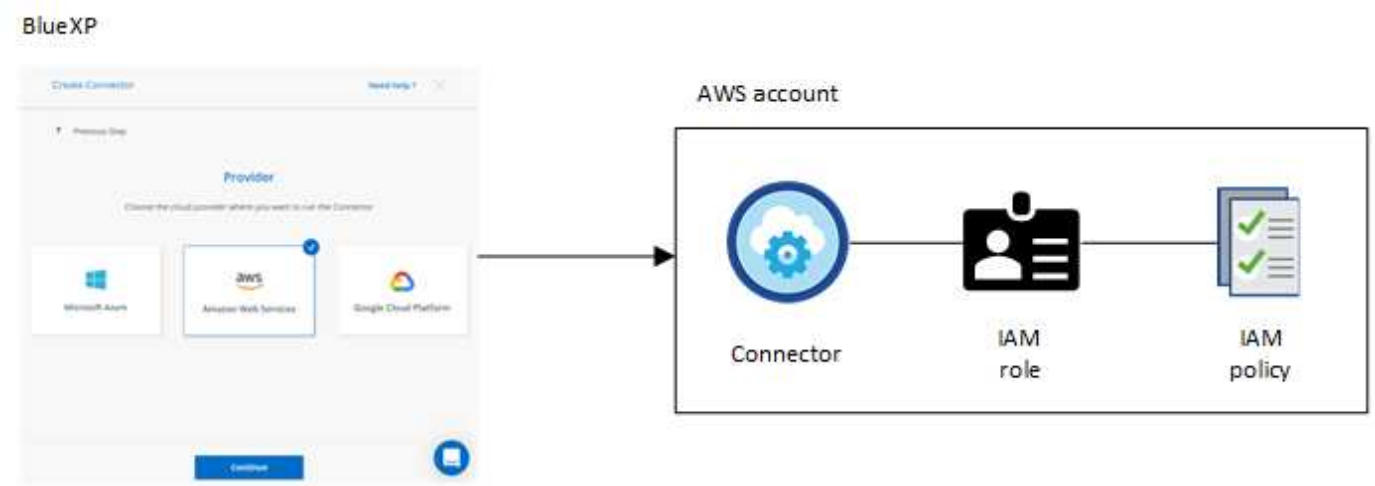 BlueXP
Create Connector
Need help ?
Previous Step
Provider
Choose the cloud provider where you want to run the Connector
aws
Microsoft Azure
Amazon Web Services
Google Cloud Platform
Continue
AWS account
Connector
IAM
role
IAM
policy